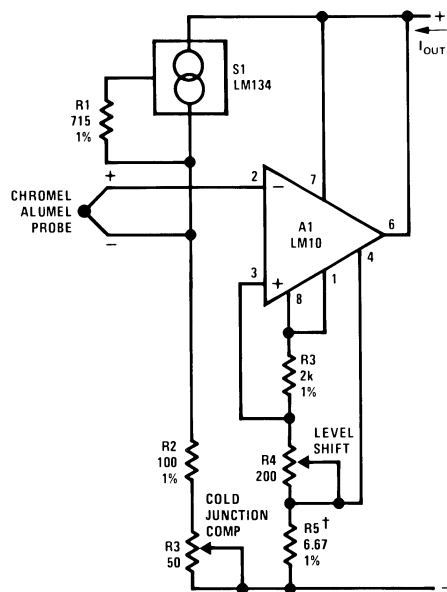 +
I OUT
S1
LM134
R1
715
1%
+
CHROMEL
ALUMEL
PROBE
–
2
–
7
A1
LM10
6
4
3
+
8
1
R3
2k
1%
LEVEL
SHIFT
R4
200
R2
100
1%
COLD
JUNCTION
COMP
R5†
6.67
1%
R3
50
–